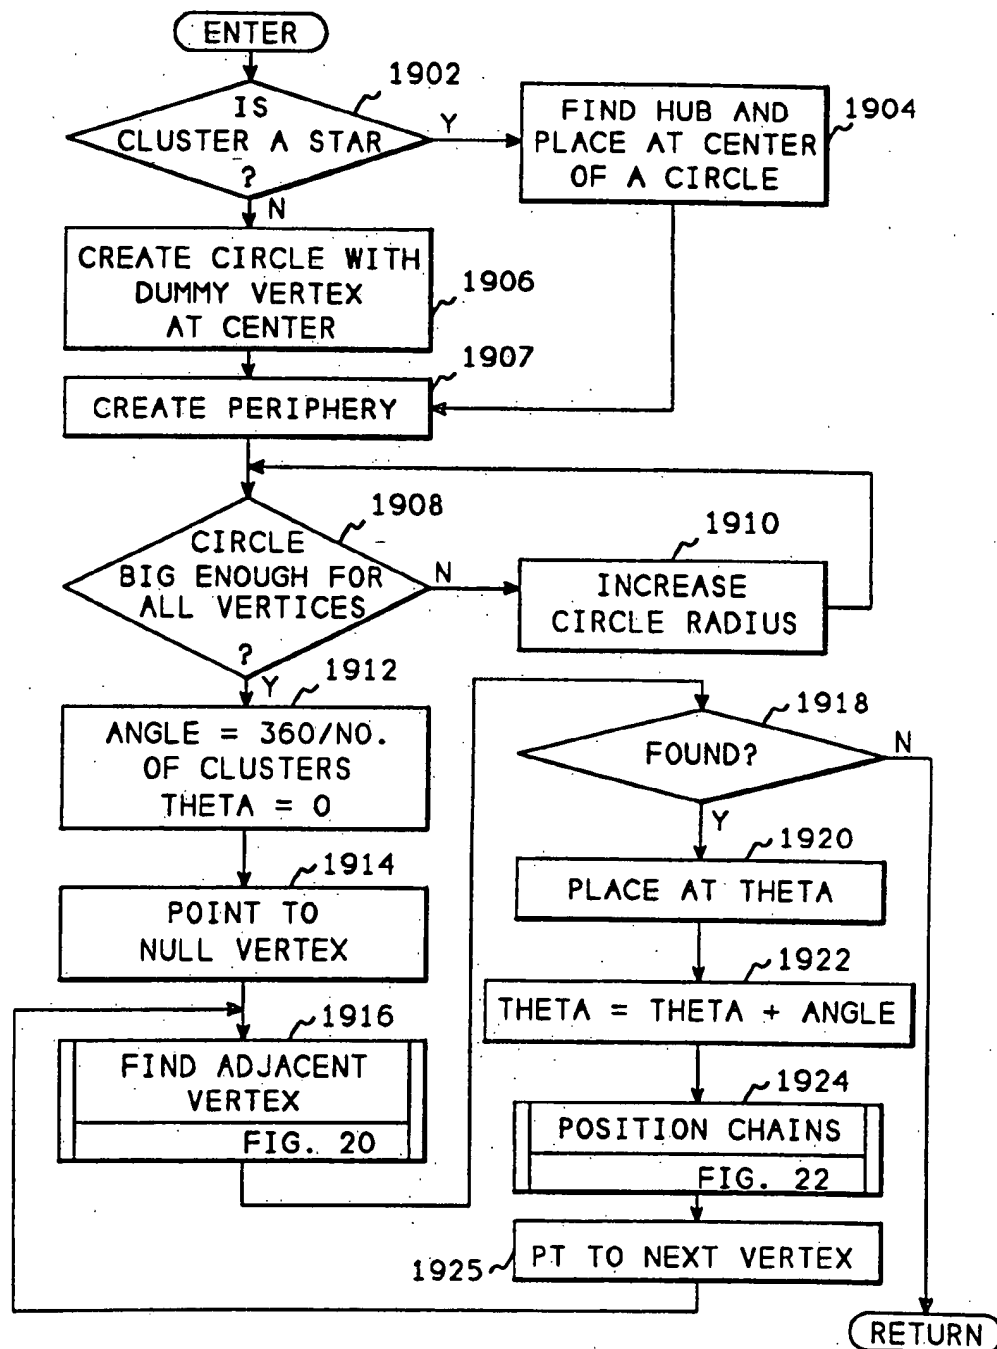 ENTER
1902
IS
CLUSTER A STAR
?
Y
N
FIND HUB AND
PLACE AT CENTER
OF A CIRCLE
1904
CREATE CIRCLE WITH
DUMMY VERTEX
AT CENTER
1906
1907
CREATE PERIPHERY
1908
CIRCLE
BIG ENOUGH FOR
ALL VERTICES
?
N
Y
1910
INCREASE
CIRCLE RADIUS
1912
ANGLE = 360/NO.
OF CLUSTERS
THETA = 0
1914
POINT TO
NULL VERTEX
1916
FIND ADJACENT
VERTEX
FIG. 20
1918
FOUND?
N
Y
1920
PLACE AT THETA
1922
THETA = THETA + ANGLE
1924
POSITION CHAINS
FIG. 22
1925
PT TO NEXT VERTEX
RETURN